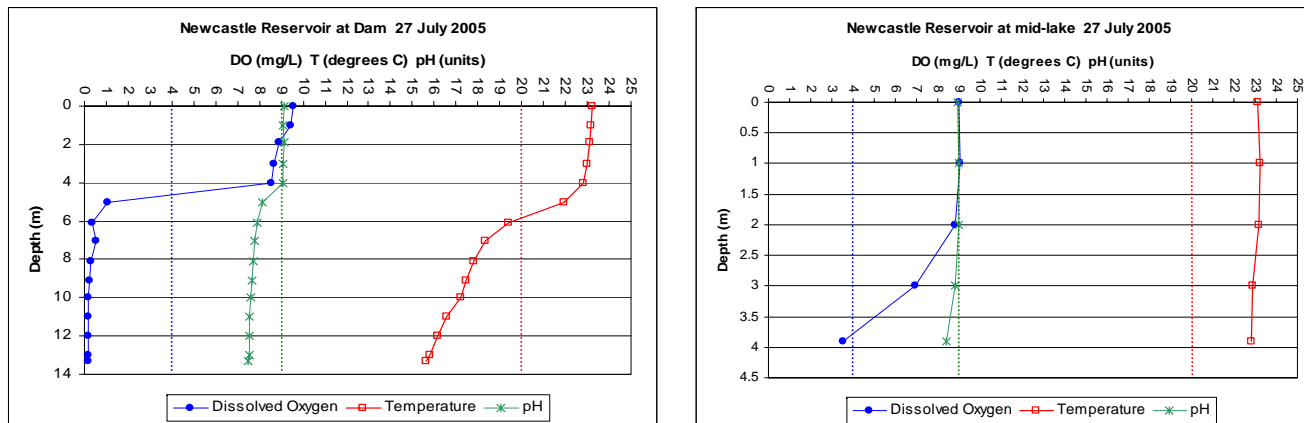 Newcastle Reservoir at Dam 27 July 2005
DO (mg/L) T (degrees C) pH (units)
0 1 2 3 4 5 6 7 8 9 10 11 12 13 14 15 16 17 18 19 20 21 22 23 24 25
0
2
4
6
8
10
12
14
Depth (m)
Dissolved Oxygen Temperature pH
Newcastle Reservoir at mid-lake 27 July 2005
DO (mg/L) T (degrees C) pH (units)
0 1 2 3 4 5 6 7 8 9 10 11 12 13 14 15 16 17 18 19 20 21 22 23 24 25
0
0.5
1
1.5
2
2.5
3
3.5
4
4.5
Depth (m)
Dissolved Oxygen Temperature pH